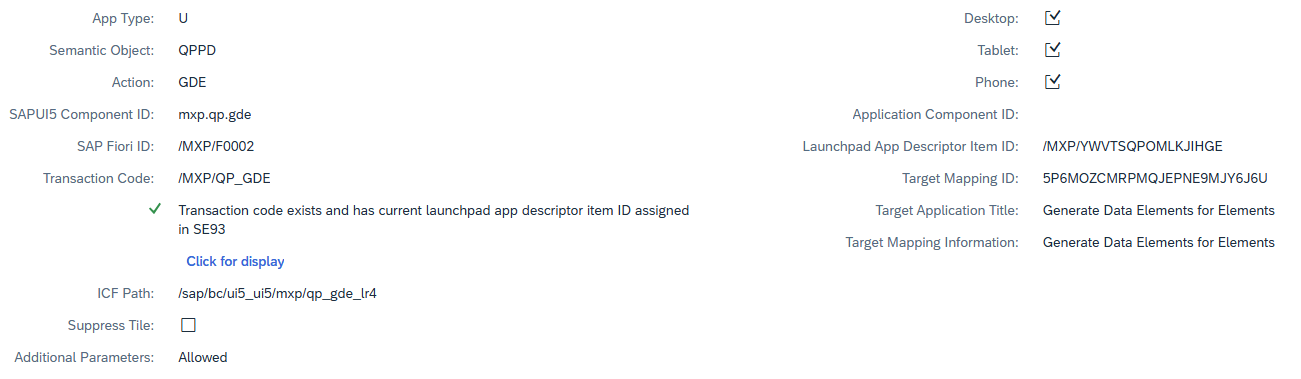 App Type: U
Semantic Object: QPPD
Action: GDE
SAPUI5 Component ID: mxp.qp.gde
SAP Fiori ID: /MXP/F0002
Transaction Code: /MXP/QP_GDE
Transaction code exists and has current launchpad app descriptor item ID assigned
in SE93
Click for display
ICF Path: /sap/bc/ui5_ui5/mxp/qp_gde_lr4
Suppress Tile:
Additional Parameters: Allowed
Desktop:
Tablet:
Phone:
Application Component ID:
Launchpad App Descriptor Item ID: /MXP/YWVTSQPOMLKJIHGE
Target Mapping ID: 5P6MOZCMRPMQJEPNE9MJY6J6U
Target Application Title: Generate Data Elements for Elements
Target Mapping Information: Generate Data Elements for Elements